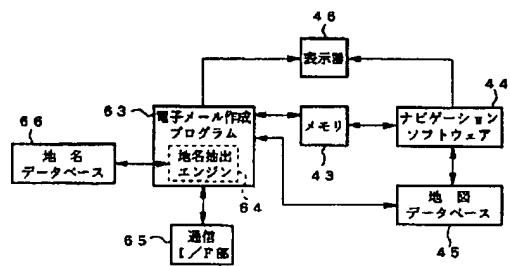 46
表示器
44
63
66
電子メール作成
プログラム
メモリ
ナビゲーション
ソフトウェア
地名
データベース
地名抽出
エンジン
43
64
地図
データベース
65
通信
I/F部
45